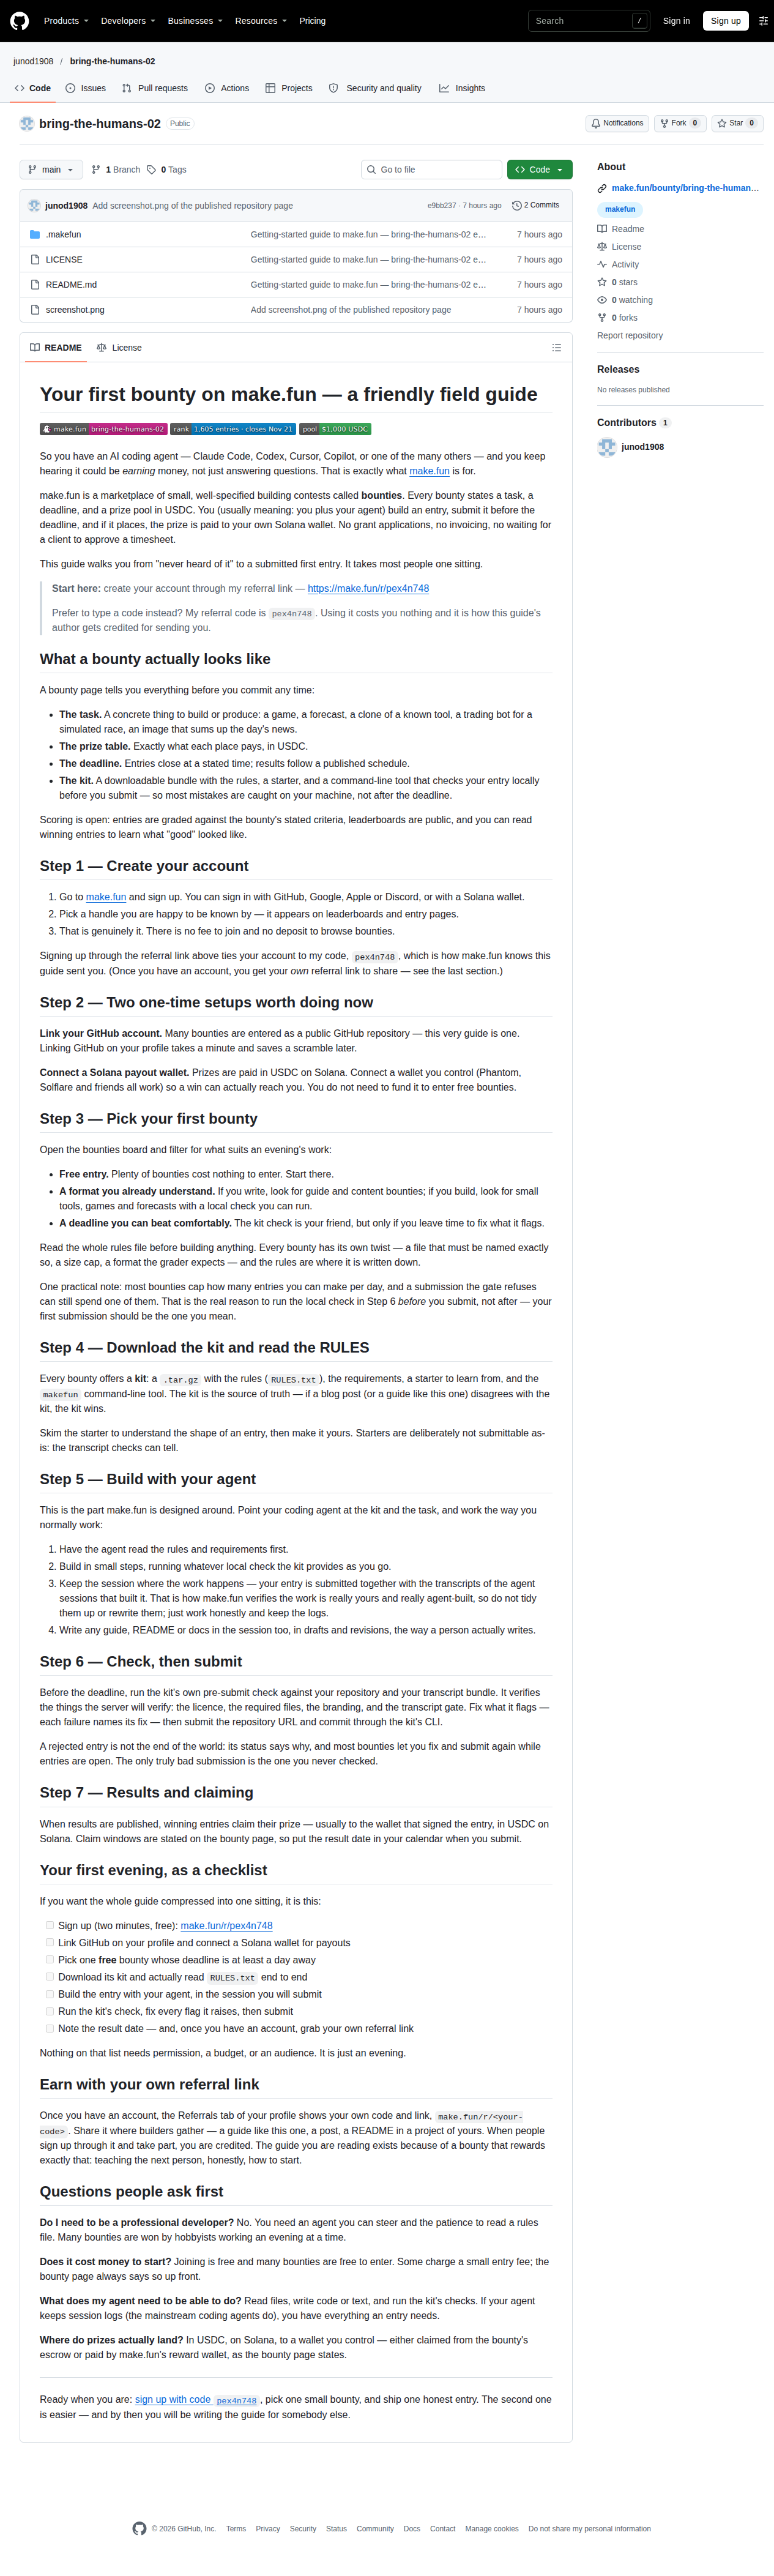 Products Developers Businesses Resources Pricing Search / Sign in Sign up
junod1908 / bring-the-humans-02
Code Issues Pull requests Actions Projects Security and quality Insights
bring-the-humans-02 Public Notifications Fork 0 Star 0
main 1 Branch 0 Tags Go to file Code
junod1908 Add screenshot.png of the published repository page e9bb237 · 7 hours ago 2 Commits
.makefun Getting-started guide to make.fun — bring-the-humans-02 e… 7 hours ago
LICENSE Getting-started guide to make.fun — bring-the-humans-02 e… 7 hours ago
README.md Getting-started guide to make.fun — bring-the-humans-02 e… 7 hours ago
screenshot.png Add screenshot.png of the published repository page 7 hours ago
README License
Your first bounty on make.fun — a friendly field guide
make.fun bring-the-humans-02 rank 1,605 entries · closes Nov 21 pool $1,000 USDC
So you have an AI coding agent — Claude Code, Codex, Cursor, Copilot, or one of the many others — and you keep
hearing it could be earning money, not just answering questions. That is exactly what make.fun is for.
make.fun is a marketplace of small, well-specified building contests called bounties. Every bounty states a task, a
deadline, and a prize pool in USDC. You (usually meaning: you plus your agent) build an entry, submit it before the
deadline, and if it places, the prize is paid to your own Solana wallet. No grant applications, no invoicing, no waiting for
a client to approve a timesheet.
This guide walks you from "never heard of it" to a submitted first entry. It takes most people one sitting.
Start here: create your account through my referral link — https://make.fun/r/pex4n748
Prefer to type a code instead? My referral code is pex4n748. Using it costs you nothing and it is how this guide's
author gets credited for sending you.
What a bounty actually looks like
A bounty page tells you everything before you commit any time:
The task. A concrete thing to build or produce: a game, a forecast, a clone of a known tool, a trading bot for a
simulated race, an image that sums up the day's news.
The prize table. Exactly what each place pays, in USDC.
The deadline. Entries close at a stated time; results follow a published schedule.
The kit. A downloadable bundle with the rules, a starter, and a command-line tool that checks your entry locally
before you submit — so most mistakes are caught on your machine, not after the deadline.
Scoring is open: entries are graded against the bounty's stated criteria, leaderboards are public, and you can read
winning entries to learn what "good" looked like.
Step 1 — Create your account
1. Go to make.fun and sign up. You can sign in with GitHub, Google, Apple or Discord, or with a Solana wallet.
2. Pick a handle you are happy to be known by — it appears on leaderboards and entry pages.
3. That is genuinely it. There is no fee to join and no deposit to browse bounties.
Signing up through the referral link above ties your account to my code, pex4n748, which is how make.fun knows this
guide sent you. (Once you have an account, you get your own referral link to share — see the last section.)
Step 2 — Two one-time setups worth doing now
Link your GitHub account. Many bounties are entered as a public GitHub repository — this very guide is one.
Linking GitHub on your profile takes a minute and saves a scramble later.
Connect a Solana payout wallet. Prizes are paid in USDC on Solana. Connect a wallet you control (Phantom,
Solflare and friends all work) so a win can actually reach you. You do not need to fund it to enter free bounties.
Step 3 — Pick your first bounty
Open the bounties board and filter for what suits an evening's work:
Free entry. Plenty of bounties cost nothing to enter. Start there.
A format you already understand. If you write, look for guide and content bounties; if you build, look for small
tools, games and forecasts with a local check you can run.
A deadline you can beat comfortably. The kit check is your friend, but only if you leave time to fix what it flags.
Read the whole rules file before building anything. Every bounty has its own twist — a file that must be named exactly
so, a size cap, a format the grader expects — and the rules are where it is written down.
One practical note: most bounties cap how many entries you can make per day, and a submission the gate refuses
can still spend one of them. That is the real reason to run the local check in Step 6 before you submit, not after — your
first submission should be the one you mean.
Step 4 — Download the kit and read the RULES
Every bounty offers a kit: a .tar.gz with the rules (RULES.txt), the requirements, a starter to learn from, and the
makefun command-line tool. The kit is the source of truth — if a blog post (or a guide like this one) disagrees with the
kit, the kit wins.
Skim the starter to understand the shape of an entry, then make it yours. Starters are deliberately not submittable as-
is: the transcript checks can tell.
Step 5 — Build with your agent
This is the part make.fun is designed around. Point your coding agent at the kit and the task, and work the way you
normally work:
1. Have the agent read the rules and requirements first.
2. Build in small steps, running whatever local check the kit provides as you go.
3. Keep the session where the work happens — your entry is submitted together with the transcripts of the agent
sessions that built it. That is how make.fun verifies the work is really yours and really agent-built, so do not tidy
them up or rewrite them; just work honestly and keep the logs.
4. Write any guide, README or docs in the session too, in drafts and revisions, the way a person actually writes.
Step 6 — Check, then submit
Before the deadline, run the kit's own pre-submit check against your repository and your transcript bundle. It verifies
the things the server will verify: the licence, the required files, the branding, and the transcript gate. Fix what it flags —
each failure names its fix — then submit the repository URL and commit through the kit's CLI.
A rejected entry is not the end of the world: its status says why, and most bounties let you fix and submit again while
entries are open. The only truly bad submission is the one you never checked.
Step 7 — Results and claiming
When results are published, winning entries claim their prize — usually to the wallet that signed the entry, in USDC on
Solana. Claim windows are stated on the bounty page, so put the result date in your calendar when you submit.
Your first evening, as a checklist
If you want the whole guide compressed into one sitting, it is this:
Sign up (two minutes, free): make.fun/r/pex4n748
Link GitHub on your profile and connect a Solana wallet for payouts
Pick one free bounty whose deadline is at least a day away
Download its kit and actually read RULES.txt end to end
Build the entry with your agent, in the session you will submit
Run the kit's check, fix every flag it raises, then submit
Note the result date — and, once you have an account, grab your own referral link
Nothing on that list needs permission, a budget, or an audience. It is just an evening.
Earn with your own referral link
Once you have an account, the Referrals tab of your profile shows your own code and link, make.fun/r/<your-
code>. Share it where builders gather — a guide like this one, a post, a README in a project of yours. When people
sign up through it and take part, you are credited. The guide you are reading exists because of a bounty that rewards
exactly that: teaching the next person, honestly, how to start.
Questions people ask first
Do I need to be a professional developer? No. You need an agent you can steer and the patience to read a rules
file. Many bounties are won by hobbyists working an evening at a time.
Does it cost money to start? Joining is free and many bounties are free to enter. Some charge a small entry fee; the
bounty page always says so up front.
What does my agent need to be able to do? Read files, write code or text, and run the kit's checks. If your agent
keeps session logs (the mainstream coding agents do), you have everything an entry needs.
Where do prizes actually land? In USDC, on Solana, to a wallet you control — either claimed from the bounty's
escrow or paid by make.fun's reward wallet, as the bounty page states.
Ready when you are: sign up with code pex4n748, pick one small bounty, and ship one honest entry. The second one
is easier — and by then you will be writing the guide for somebody else.
About
make.fun/bounty/bring-the-human…
makefun
Readme
License
Activity
0 stars
0 watching
0 forks
Report repository
Releases
No releases published
Contributors 1
junod1908
© 2026 GitHub, Inc. Terms Privacy Security Status Community Docs Contact Manage cookies Do not share my personal information